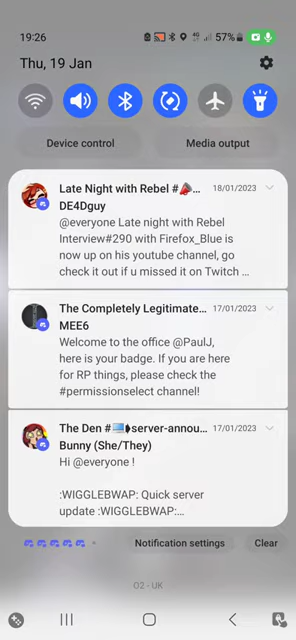 19:26
4G
57%
Thu, 19 Jan
Device control
Media output
Late Night with Rebel #📣... 18/01/2023
DE4Dguy
@everyone Late night with Rebel
Interview#290 with Firefox_Blue is
now up on his youtube channel, go
check it out if u missed it on Twitch ...
The Completely Legitimate... 17/01/2023
MEE6
Welcome to the office @PaulJ,
here is your badge. If you are here
for RP things, please check the
#permissionselect channel!
The Den #🖥️⧫server-annou... 17/01/2023
Bunny (She/They)
Hi @everyone !
:WIGGLEBWAP: Quick server
update :WIGGLEBWAP:...
Notification settings
Clear
O2 - UK